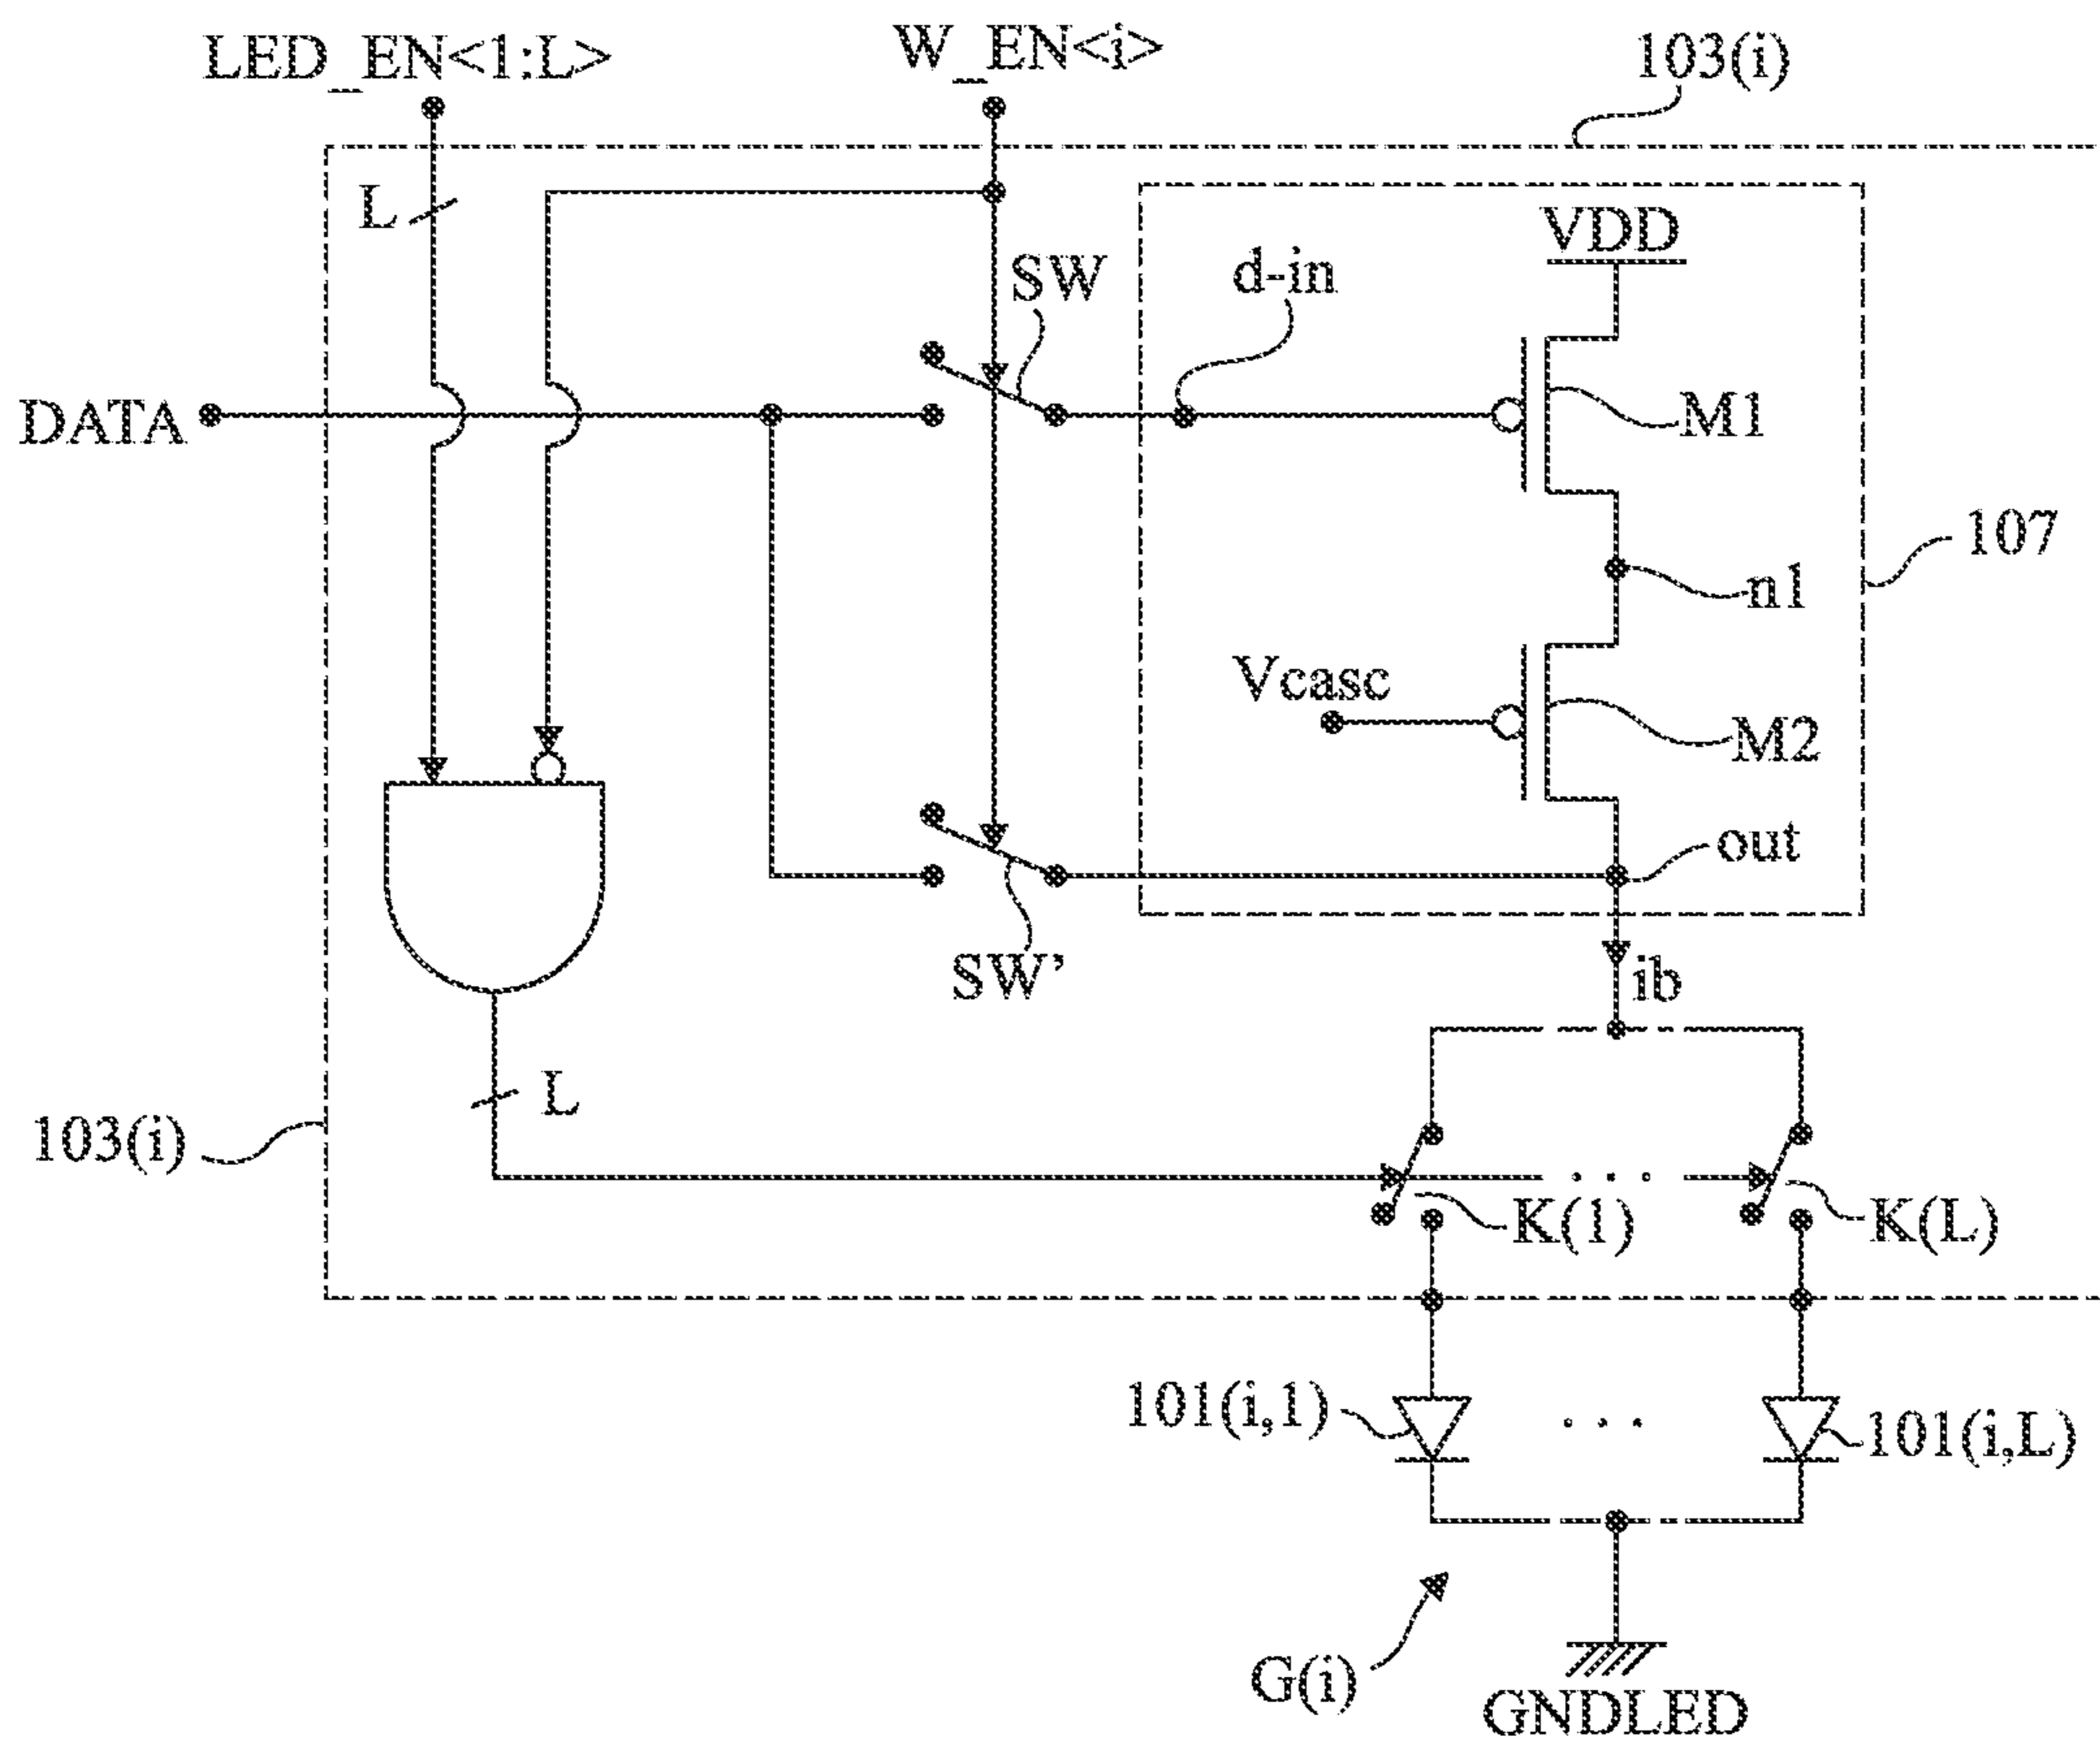 LED_EN<1:L>
W_EN<i>
103(i)
L
VDD
SW
d-in
DATA
M1
107
n1
Vcasc
M2
out
SW’
ib
L
103(i)
K(1)
K(L)
101(i,1)
. . .
101(i,L)
G(i)
GNDLED